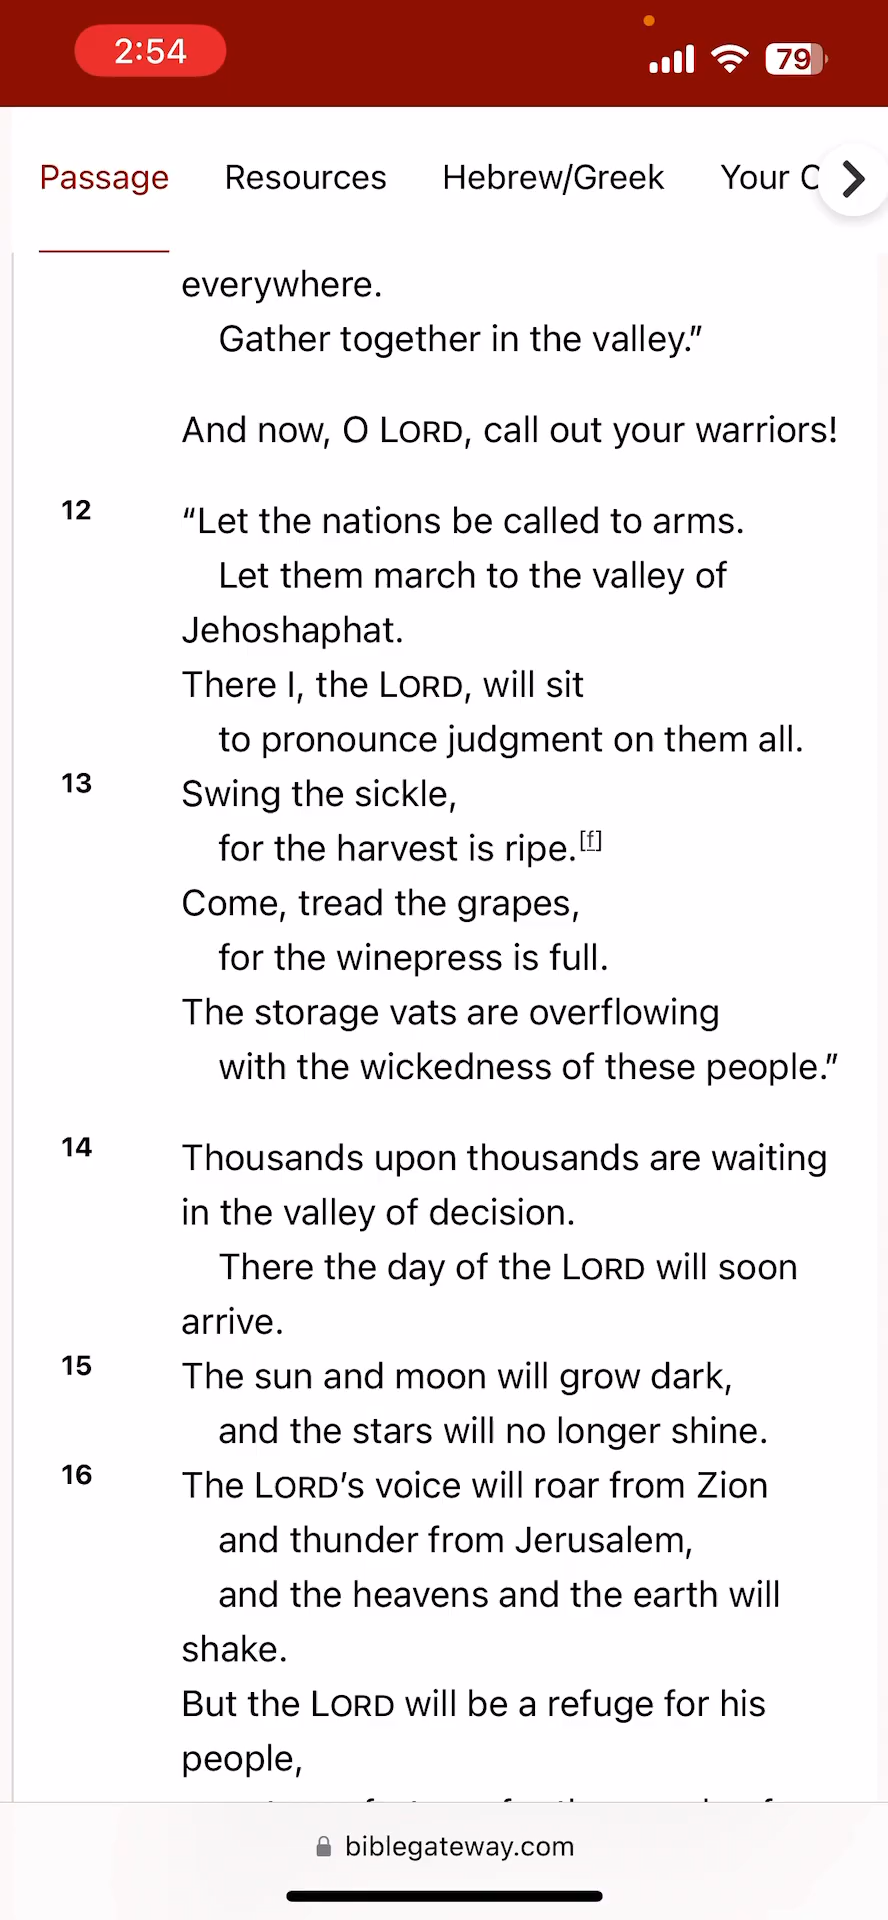 2:54
79
Passage Resources Hebrew/Greek Your C
everywhere.
Gather together in the valley.”
And now, O LORD, call out your warriors!
12 “Let the nations be called to arms.
Let them march to the valley of
Jehoshaphat.
There I, the LORD, will sit
to pronounce judgment on them all.
13 Swing the sickle,
for the harvest is ripe.[f]
Come, tread the grapes,
for the winepress is full.
The storage vats are overflowing
with the wickedness of these people.”
14 Thousands upon thousands are waiting
in the valley of decision.
There the day of the LORD will soon
arrive.
15 The sun and moon will grow dark,
and the stars will no longer shine.
16 The LORD’s voice will roar from Zion
and thunder from Jerusalem,
and the heavens and the earth will
shake.
But the LORD will be a refuge for his
people,
biblegateway.com